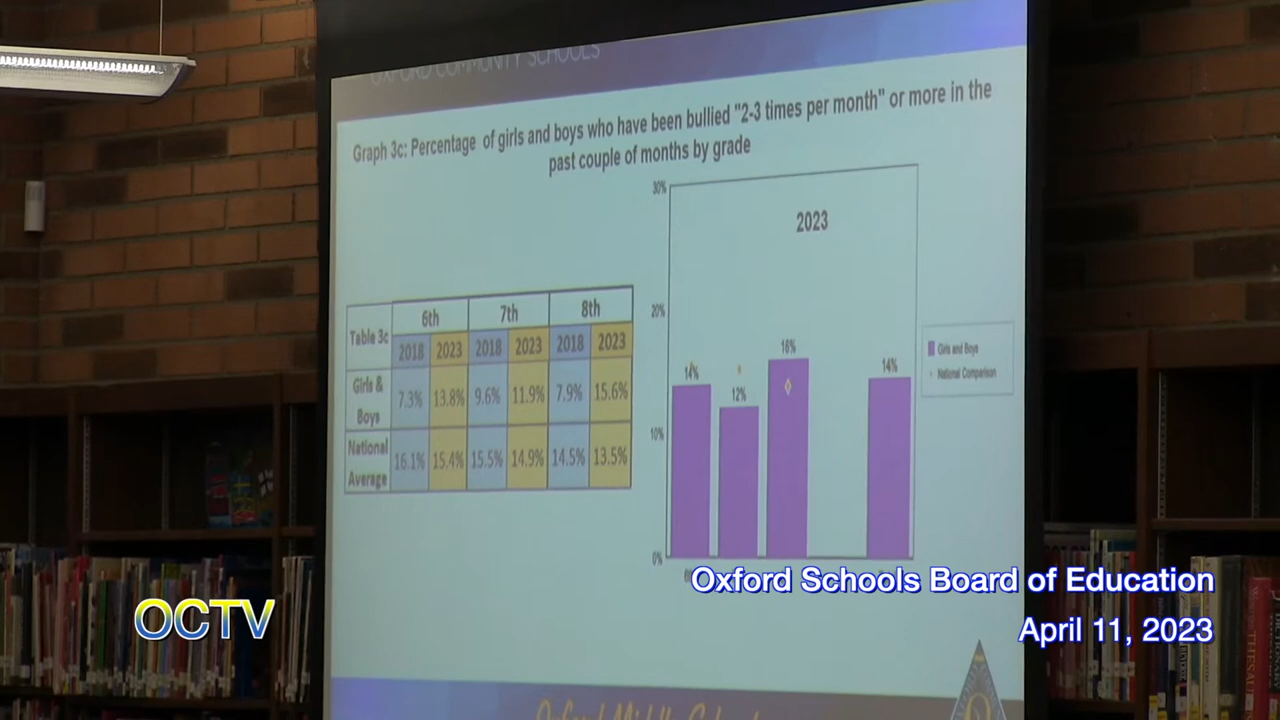 OXFORD COMMUNITY SCHOOLS
Graph 3c: Percentage of girls and boys who have been bullied "2-3 times per month" or more in the
past couple of months by grade
Table 3c 6th 7th 8th
2018 2023 2018 2023 2018 2023
Girls & Boys 7.3% 13.8% 9.6% 11.9% 7.9% 15.6%
National Average 16.1% 15.4% 15.5% 14.9% 14.5% 13.5%
30%
2023
20%
10%
0%
14%
12%
16%
14%
Girls and Boys
National Comparison
Oxford Schools Board of Education
April 11, 2023
OCTV
Oxford Middle School